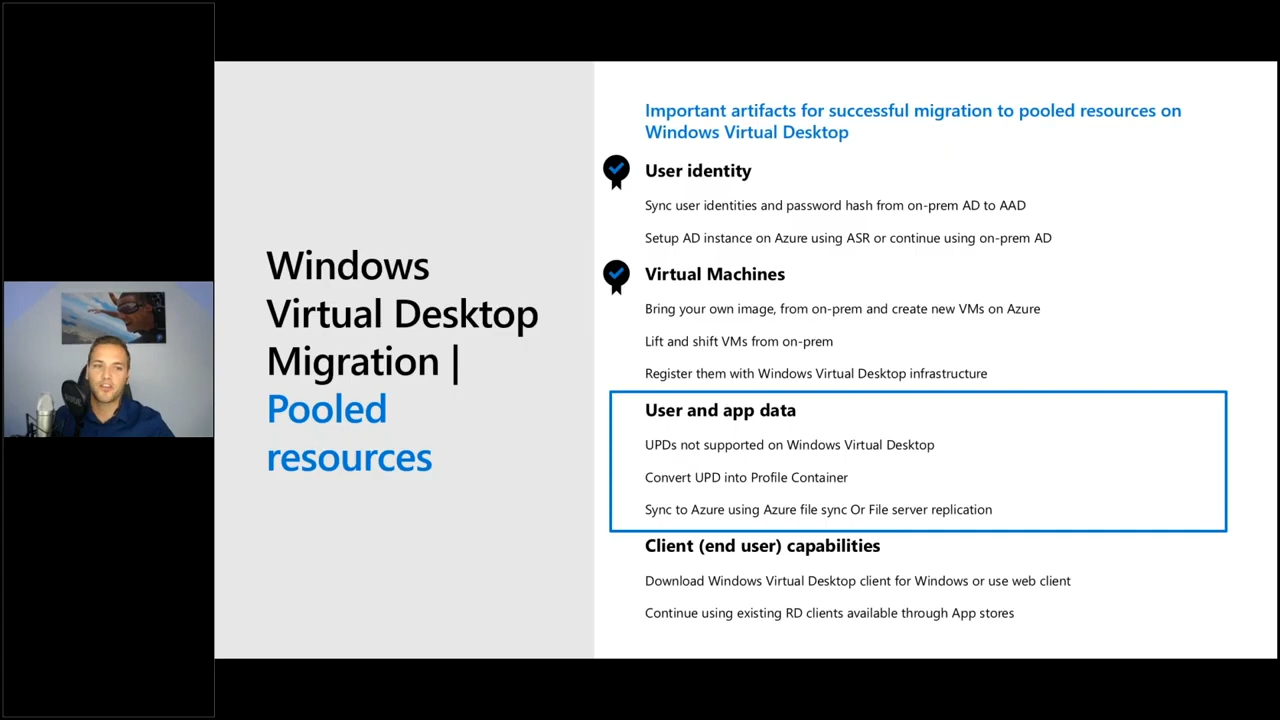 Windows
Virtual Desktop
Migration |
Pooled
resources
Important artifacts for successful migration to pooled resources on
Windows Virtual Desktop
User identity
Sync user identities and password hash from on-prem AD to AAD
Setup AD instance on Azure using ASR or continue using on-prem AD
Virtual Machines
Bring your own image, from on-prem and create new VMs on Azure
Lift and shift VMs from on-prem
Register them with Windows Virtual Desktop infrastructure
User and app data
UPDs not supported on Windows Virtual Desktop
Convert UPD into Profile Container
Sync to Azure using Azure file sync Or File server replication
Client (end user) capabilities
Download Windows Virtual Desktop client for Windows or use web client
Continue using existing RD clients available through App stores